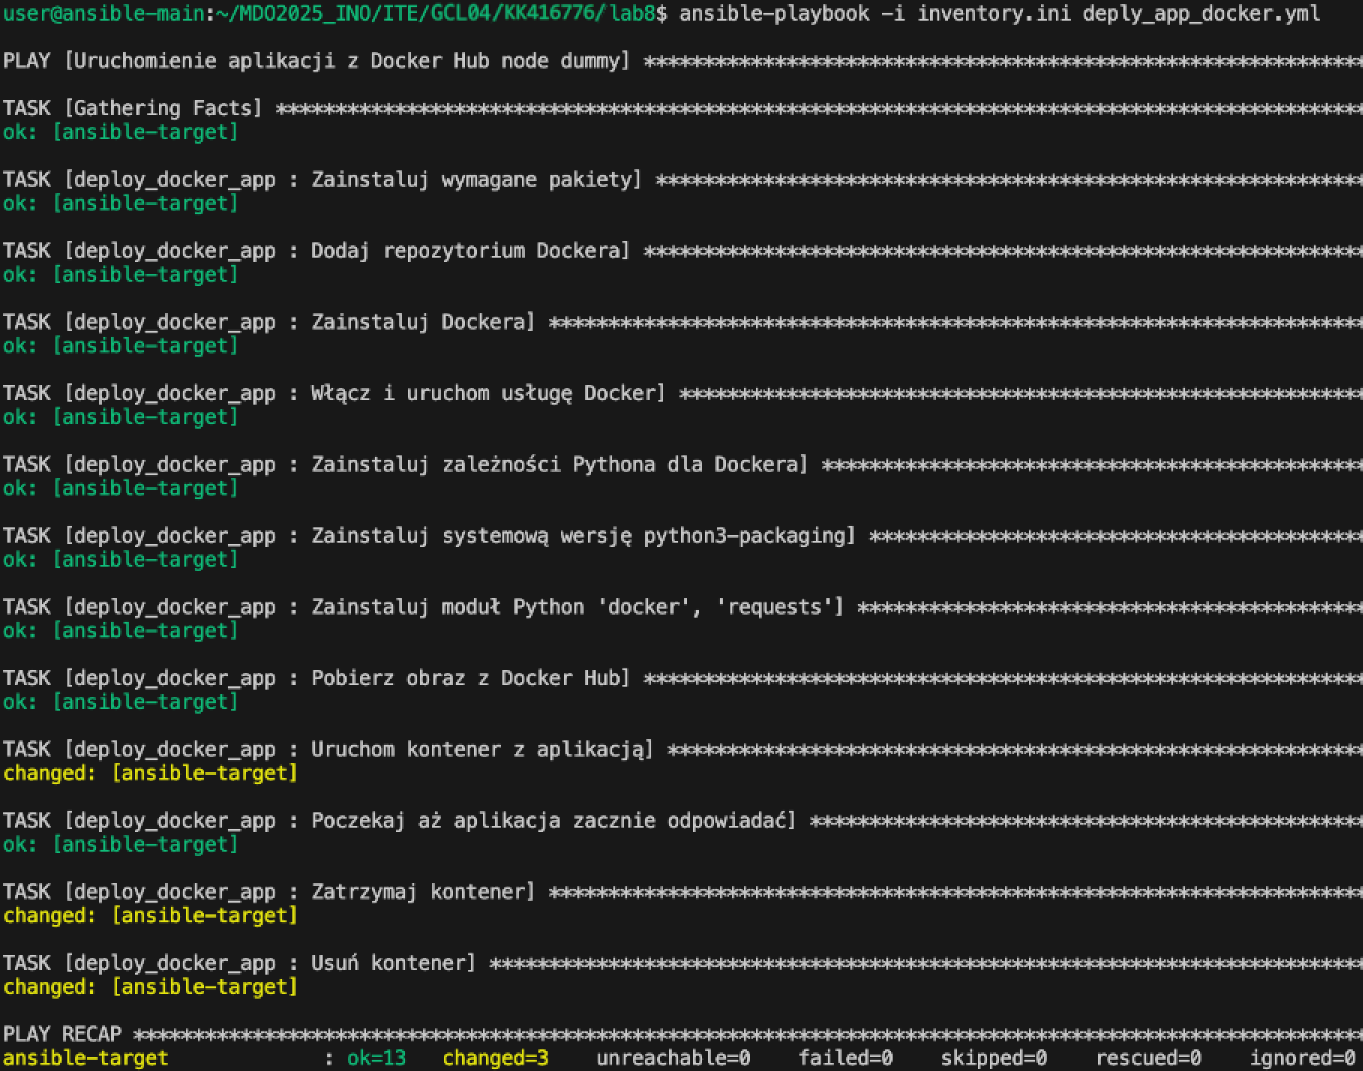 user@ansible-main:~/MDO2025_INO/ITE/GCL04/KK416776/lab8$ ansible-playbook -i inventory.ini deply_app_docker.yml
PLAY [Uruchomienie aplikacji z Docker Hub node dummy] ************************************************************
TASK [Gathering Facts] *******************************************************************************************
ok: [ansible-target]
TASK [deploy_docker_app : Zainstaluj wymagane pakiety] ***********************************************************
ok: [ansible-target]
TASK [deploy_docker_app : Dodaj repozytorium Dockera] ************************************************************
ok: [ansible-target]
TASK [deploy_docker_app : Zainstaluj Dockera] ********************************************************************
ok: [ansible-target]
TASK [deploy_docker_app : Włącz i uruchom usługę Docker] *********************************************************
ok: [ansible-target]
TASK [deploy_docker_app : Zainstaluj zależności Pythona dla Dockera] *********************************************
ok: [ansible-target]
TASK [deploy_docker_app : Zainstaluj systemową wersję python3-packaging] *****************************************
ok: [ansible-target]
TASK [deploy_docker_app : Zainstaluj moduł Python 'docker', 'requests'] ******************************************
ok: [ansible-target]
TASK [deploy_docker_app : Pobierz obraz z Docker Hub] ************************************************************
ok: [ansible-target]
TASK [deploy_docker_app : Uruchom kontener z aplikacją] **********************************************************
changed: [ansible-target]
TASK [deploy_docker_app : Poczekaj aż aplikacja zacznie odpowiadać] **********************************************
ok: [ansible-target]
TASK [deploy_docker_app : Zatrzymaj kontener] ********************************************************************
changed: [ansible-target]
TASK [deploy_docker_app : Usuń kontener] *************************************************************************
changed: [ansible-target]
PLAY RECAP *******************************************************************************************************
ansible-target             : ok=13   changed=3    unreachable=0    failed=0    skipped=0    rescued=0    ignored=0